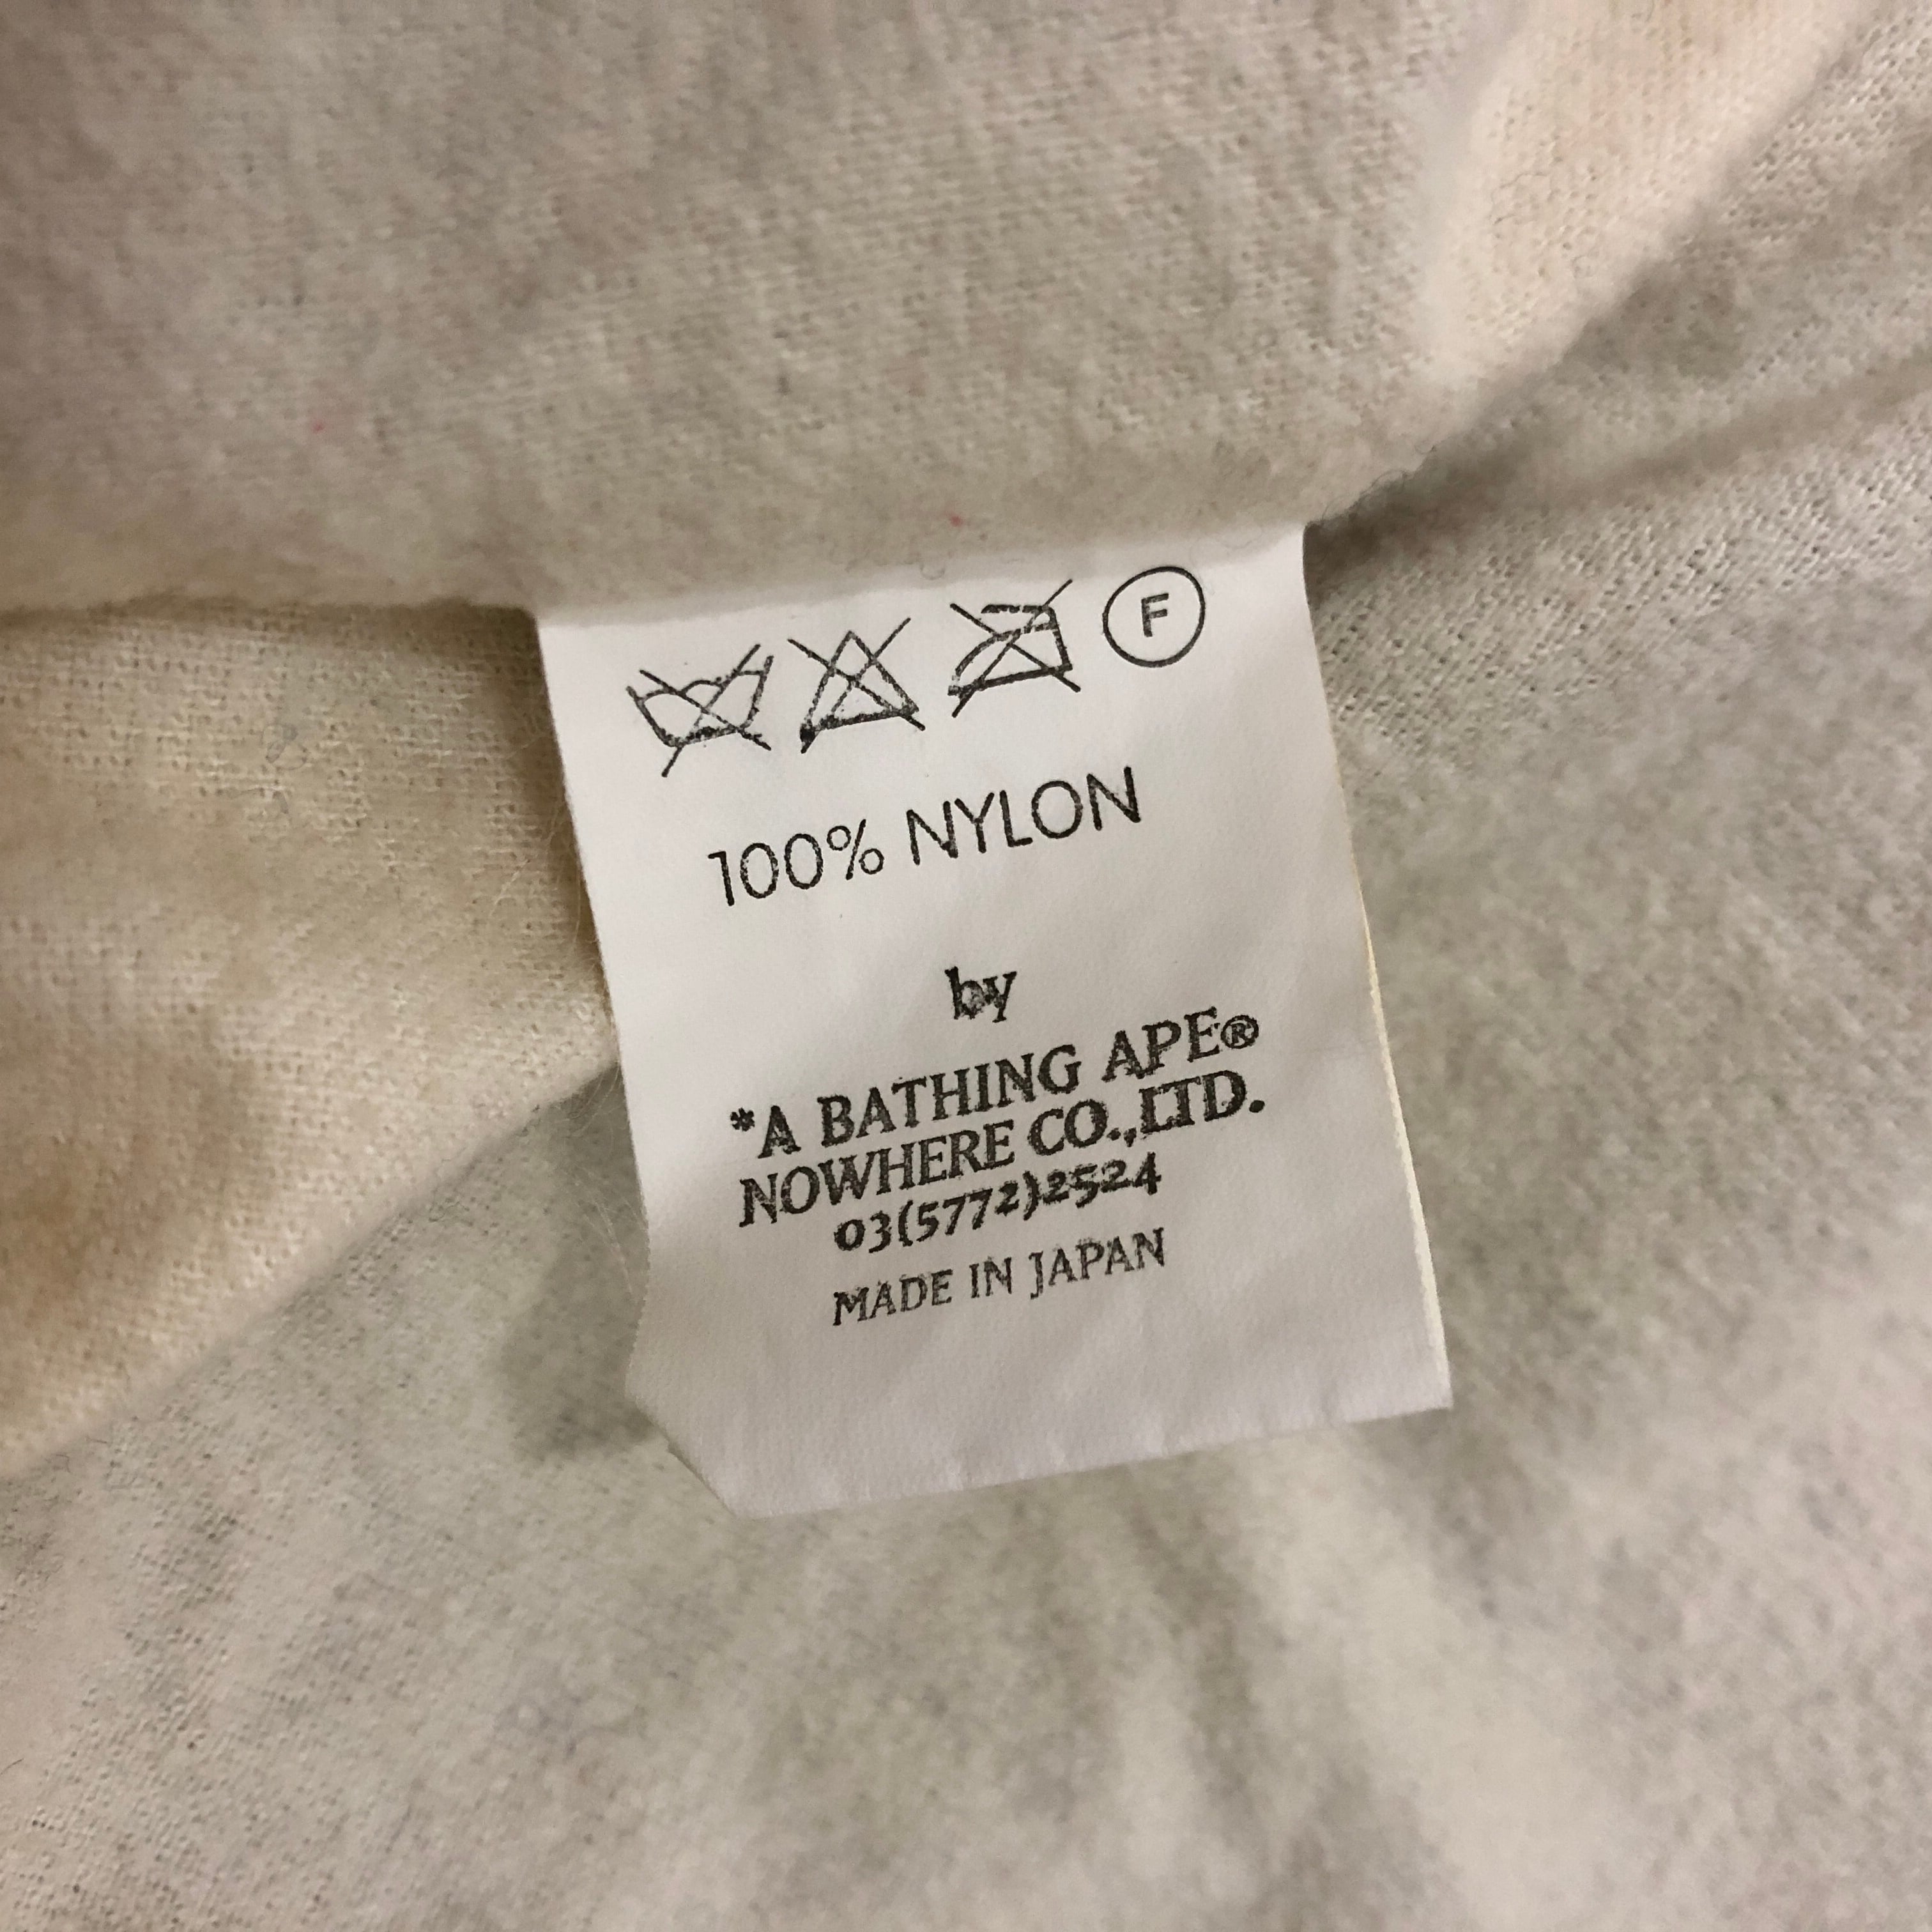 F
100% NYLON
by
*A BATHING APE®
NOWHERE CO.,LTD.
03(5772)2524
MADE IN JAPAN